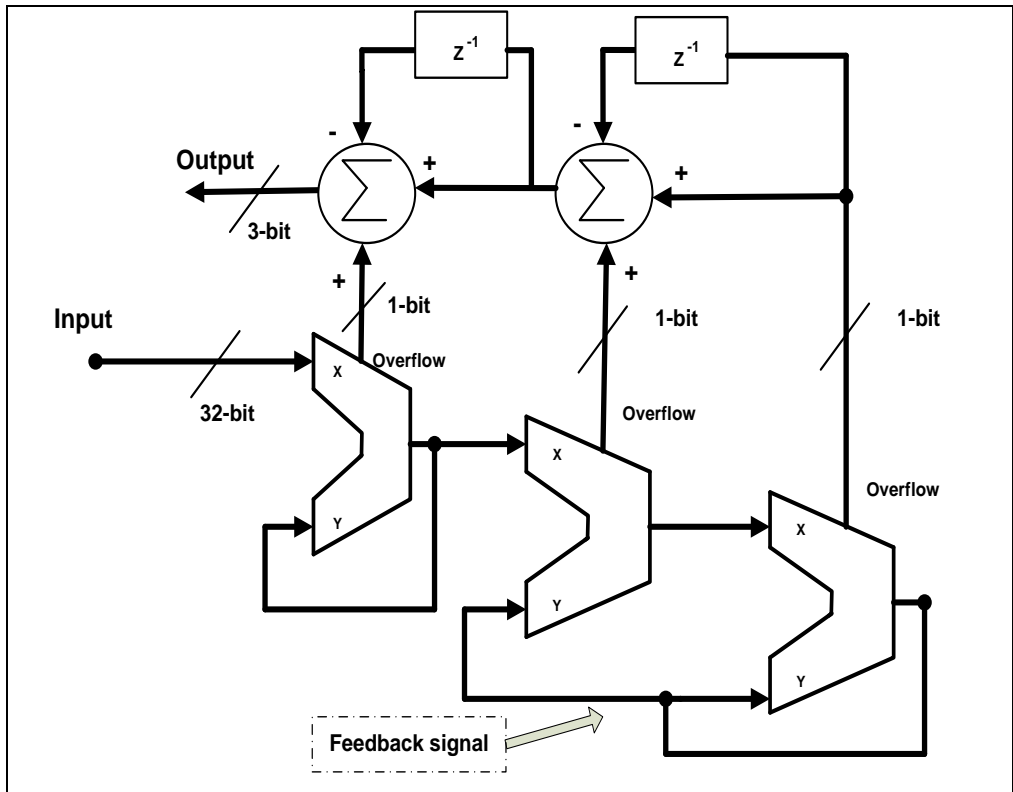 Z⁻¹
Z⁻¹
-
-
Output
+
+
Σ
Σ
3-bit
+
+
1-bit
1-bit
1-bit
Input
X
Overflow
32-bit
Overflow
X
Overflow
Y
X
Y
Y
Feedback signal